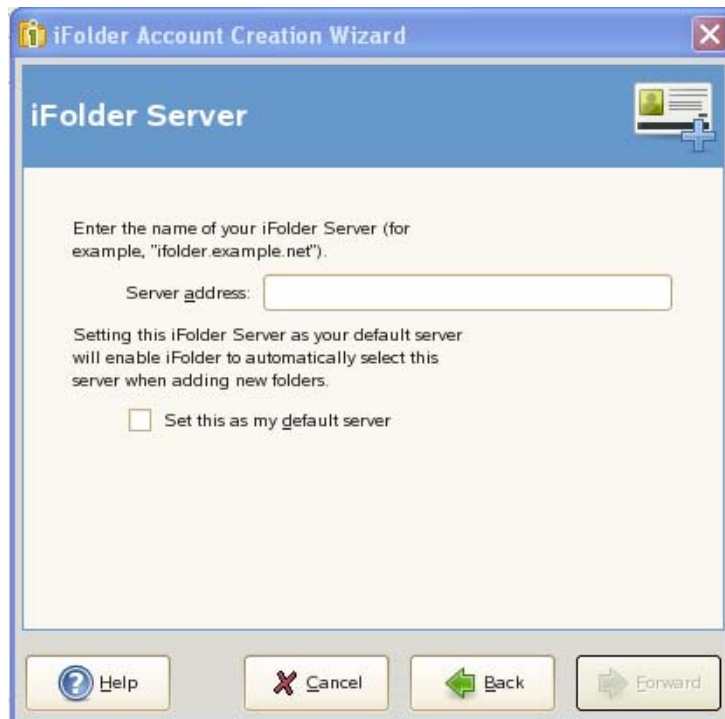 iFolder Account Creation Wizard
iFolder Server
Enter the name of your iFolder Server (for
example, "ifolder.example.net").
Server address:
Setting this iFolder Server as your default server
will enable iFolder to automatically select this
server when adding new folders.
Set this as my default server
Help Cancel Back Forward